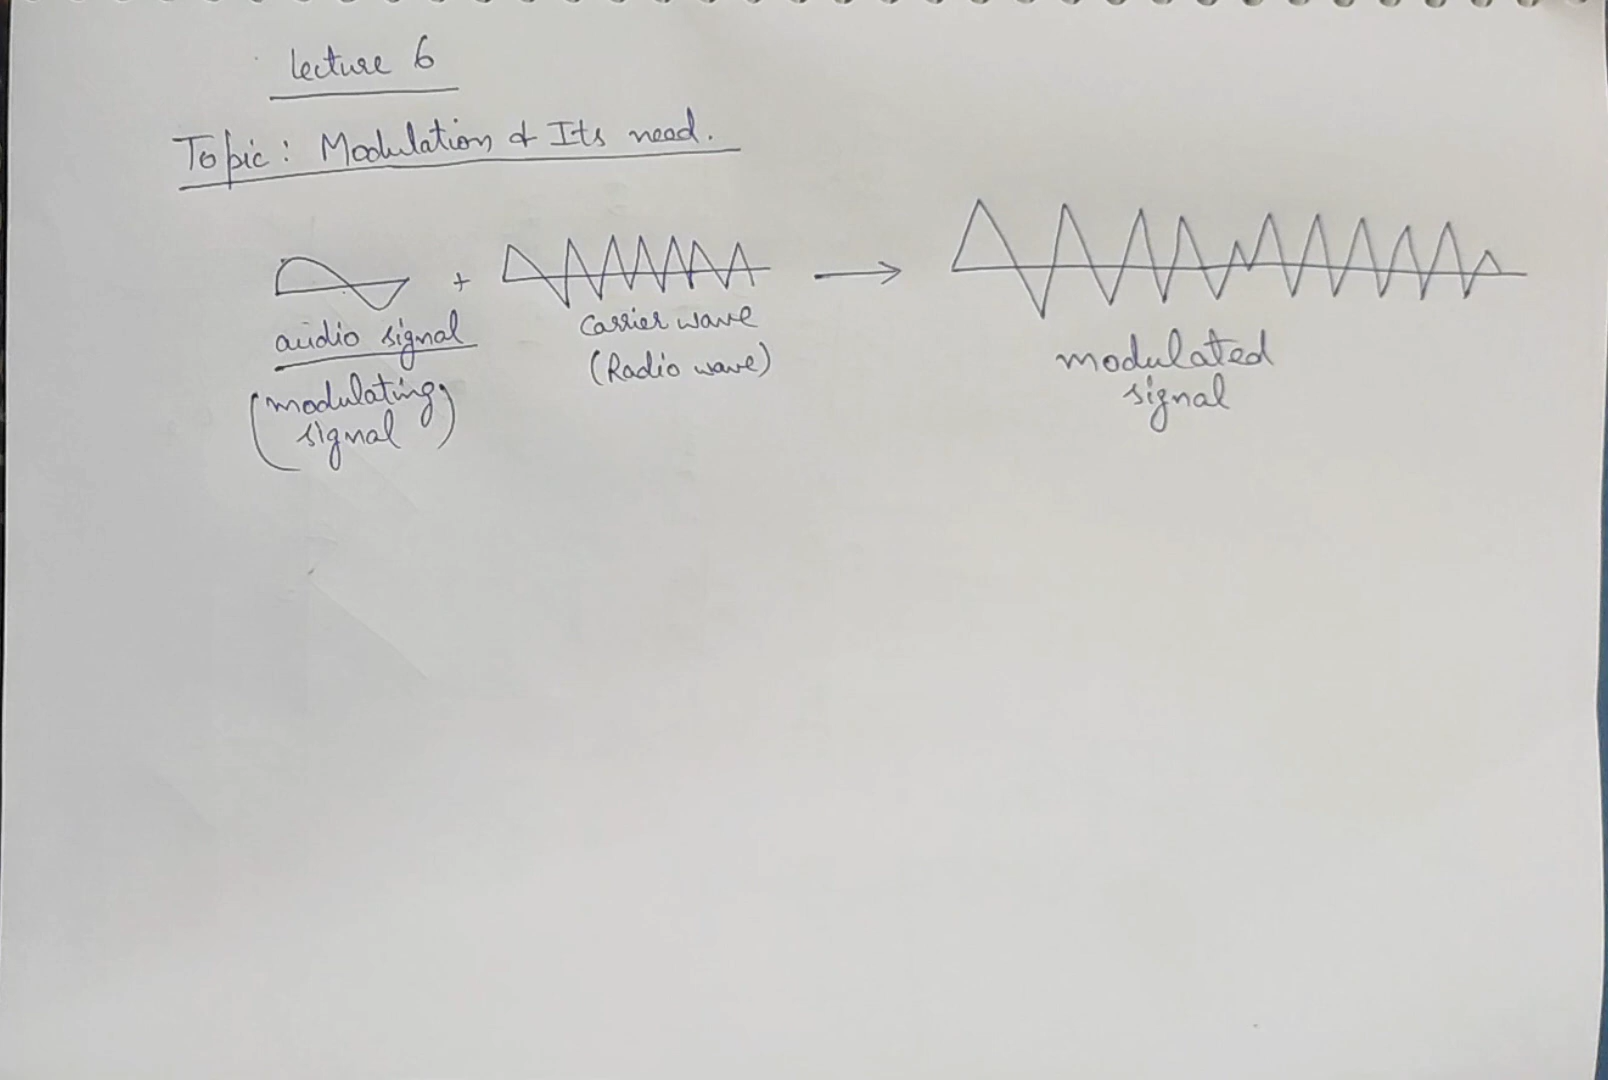 Lecture 6
Topic: Modulation & Its need.
+
audio signal
(modulating signal)
carrier wave
(Radio wave)
modulated
signal